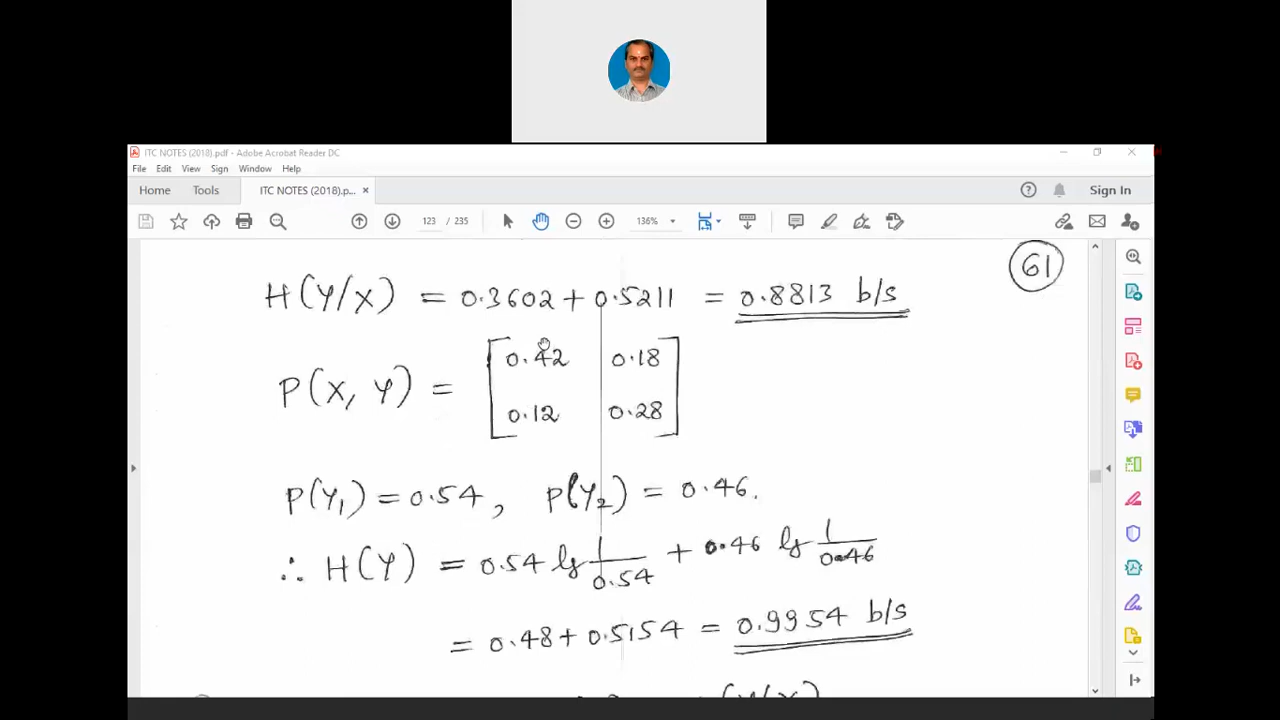 ITC NOTES (2018).pdf - Adobe Acrobat Reader DC
File Edit View Sign Window Help
Home Tools ITC NOTES (2018).p... × Sign In
123 / 235 136%
61
H(Y/X) = 0.3602 + 0.5211 = 0.8813 b/s
P(X, Y) = [0.42 0.18
0.12 0.28]
P(Y₁) = 0.54, P(Y₂) = 0.46.
∴ H(Y) = 0.54 lg 1/0.54 + 0.46 lg 1/0.46
= 0.48 + 0.5154 = 0.9954 b/s